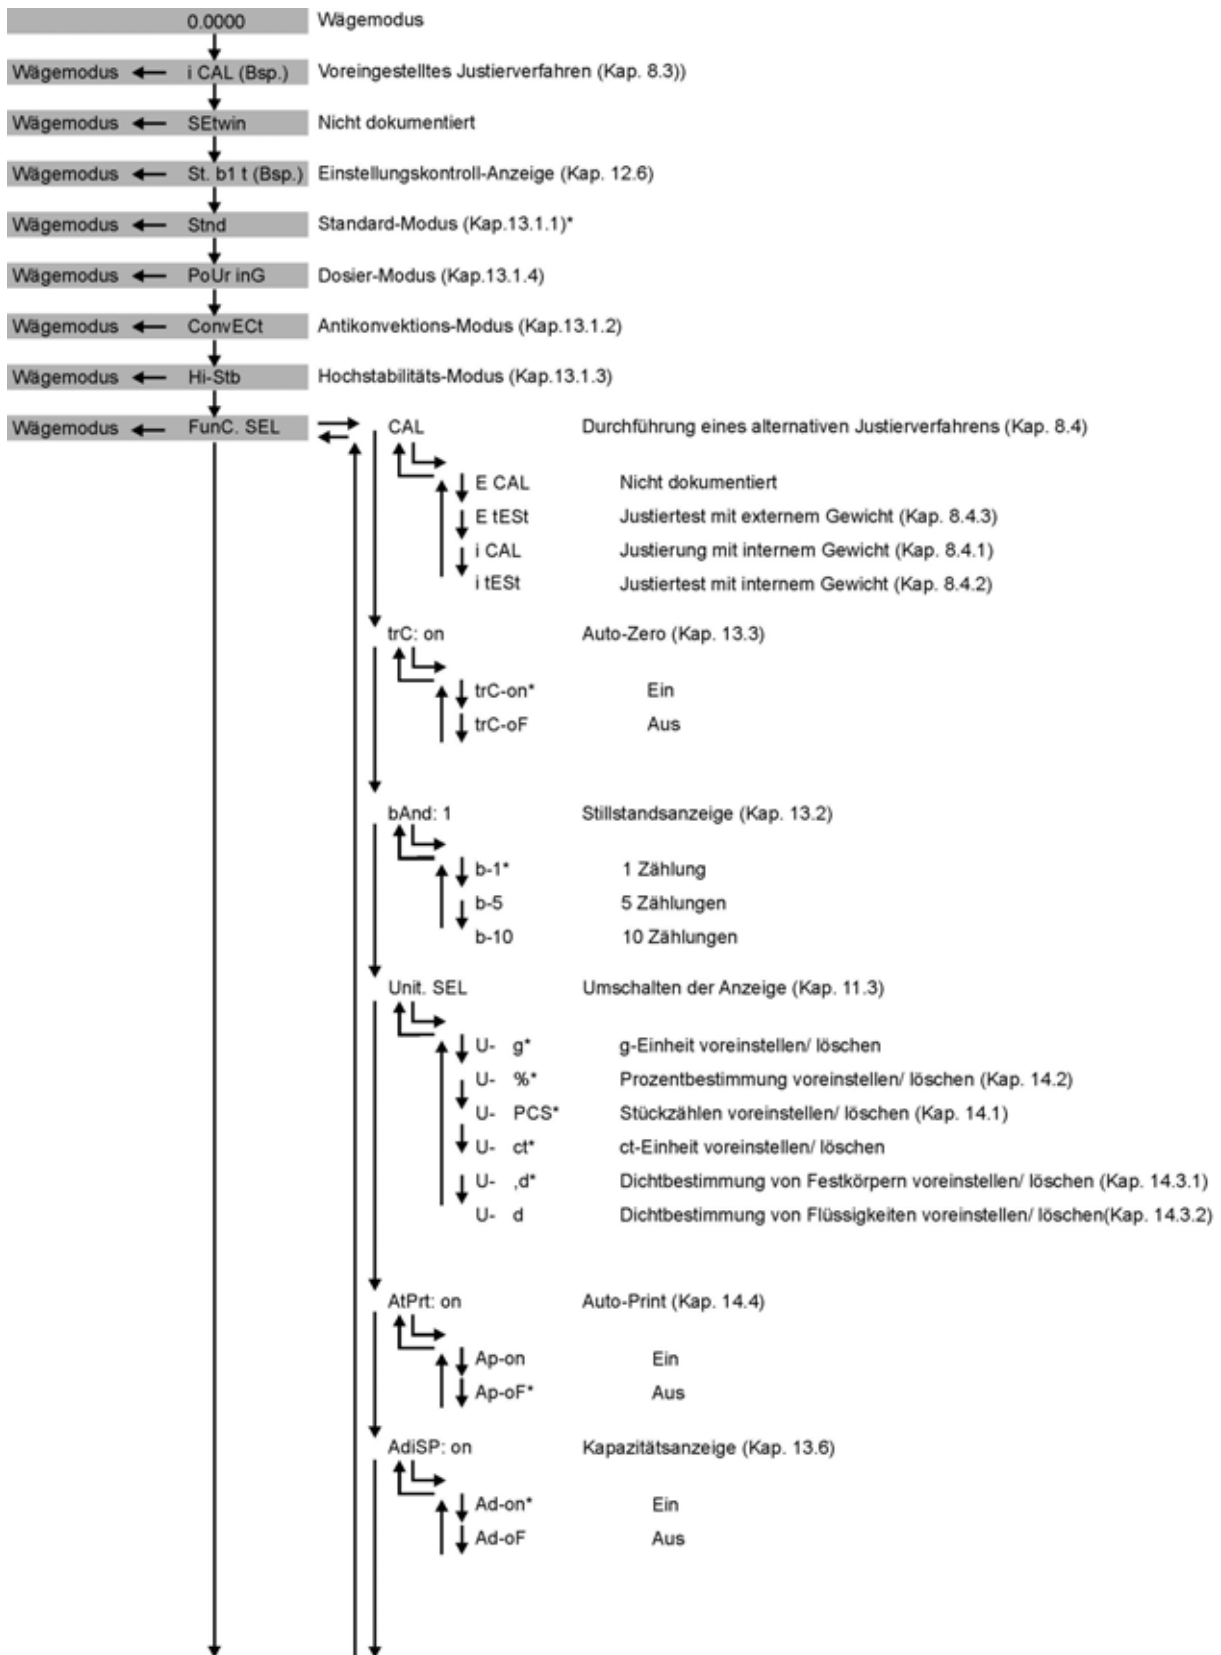 0.0000 Wägemodus
Wägemodus i CAL (Bsp.) Voreingestelltes Justierverfahren (Kap. 8.3))
Wägemodus SEtwin Nicht dokumentiert
Wägemodus St. b1 t (Bsp.) Einstellungskontroll-Anzeige (Kap. 12.6)
Wägemodus Stnd Standard-Modus (Kap.13.1.1)*
Wägemodus PoUr inG Dosier-Modus (Kap.13.1.4)
Wägemodus ConvECt Antikonvektions-Modus (Kap.13.1.2)
Wägemodus Hi-Stb Hochstabilitäts-Modus (Kap.13.1.3)
Wägemodus FunC. SEL CAL Durchführung eines alternativen Justierverfahrens (Kap. 8.4)
E CAL Nicht dokumentiert
E tESt Justiertest mit externem Gewicht (Kap. 8.4.3)
i CAL Justierung mit internem Gewicht (Kap. 8.4.1)
i tESt Justiertest mit internem Gewicht (Kap. 8.4.2)
trC: on Auto-Zero (Kap. 13.3)
trC-on* Ein
trC-oF Aus
bAnd: 1 Stillstandsanzeige (Kap. 13.2)
b-1* 1 Zählung
b-5 5 Zählungen
b-10 10 Zählungen
Unit. SEL Umschalten der Anzeige (Kap. 11.3)
U- g* g-Einheit voreinstellen/ löschen
U- %* Prozentbestimmung voreinstellen/ löschen (Kap. 14.2)
U- PCS* Stückzählen voreinstellen/ löschen (Kap. 14.1)
U- ct* ct-Einheit voreinstellen/ löschen
U- ,d* Dichtbestimmung von Festkörpern voreinstellen/ löschen (Kap. 14.3.1)
U- d Dichtbestimmung von Flüssigkeiten voreinstellen/ löschen(Kap. 14.3.2)
AtPrt: on Auto-Print (Kap. 14.4)
Ap-on Ein
Ap-oF* Aus
AdiSP: on Kapazitätsanzeige (Kap. 13.6)
Ad-on* Ein
Ad-oF Aus